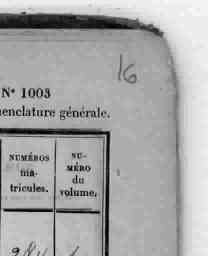 16
N° 1003
nenclature générale.
NUMÉROS
ma-
tricules.
NU-
MÉRO
du
volume.